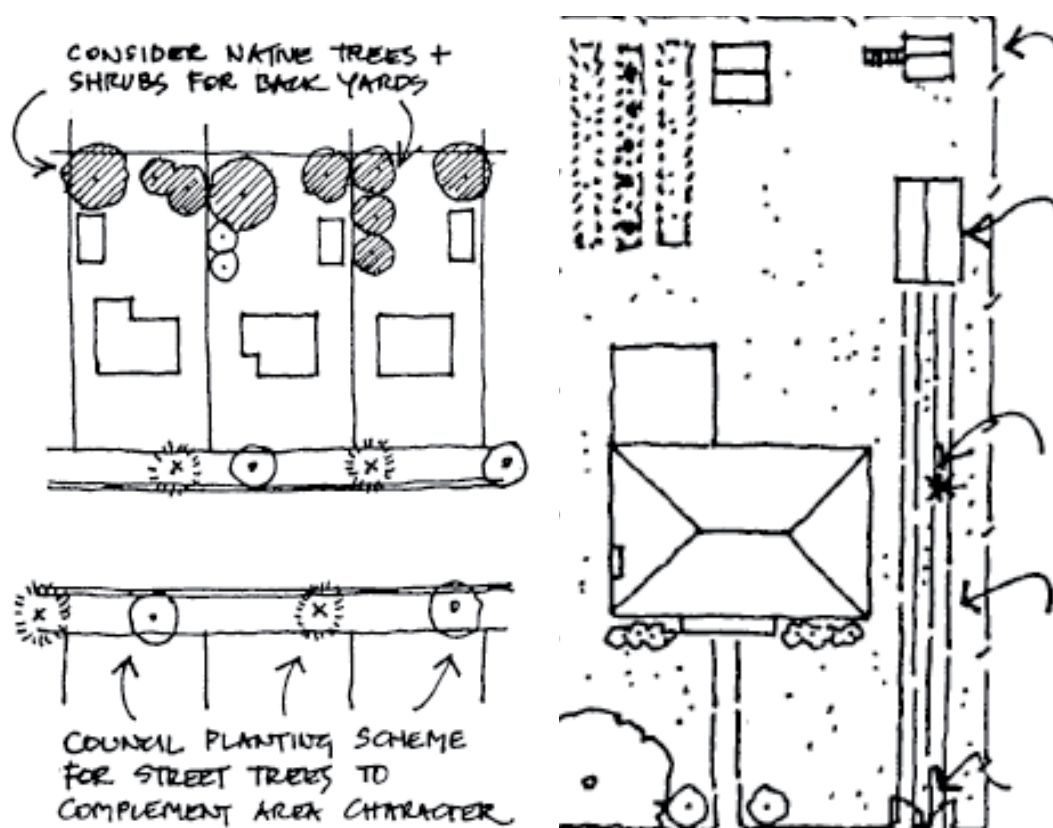 CONSIDER NATIVE TREES +
SHRUBS FOR BACK YARDS
COUNCIL PLANTING SCHEME
FOR STREET TREES TO
COMPLEMENT AREA CHARACTER